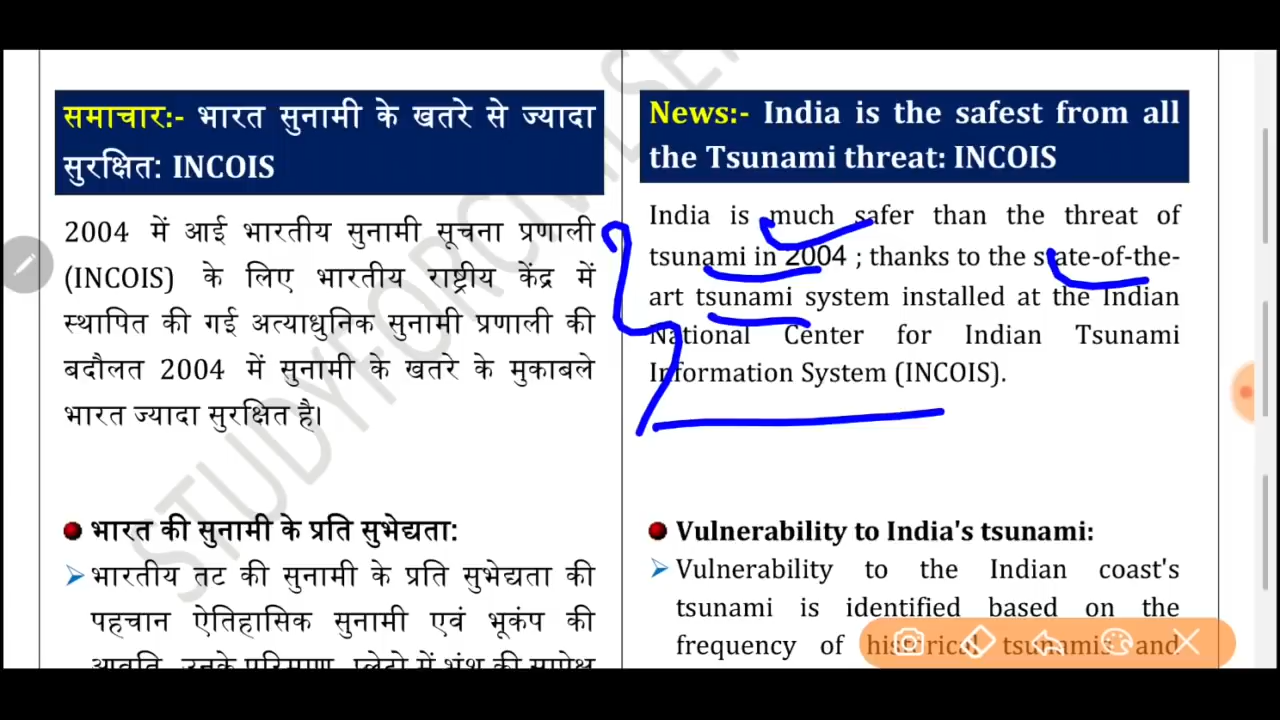 समाचार:- भारत सुनामी के खतरे से ज्यादा
सुरक्षित: INCOIS
2004 में आई भारतीय सुनामी सूचना प्रणाली
(INCOIS) के लिए भारतीय राष्ट्रीय केंद्र में
स्थापित की गई अत्याधुनिक सुनामी प्रणाली की
बदौलत 2004 में सुनामी के खतरे के मुकाबले
भारत ज्यादा सुरक्षित है।
भारत की सुनामी के प्रति सुभेद्यता:
भारतीय तट की सुनामी के प्रति सुभेद्यता की
पहचान ऐतिहासिक सुनामी एवं भूकंप की
News:- India is the safest from all
the Tsunami threat: INCOIS
India is much safer than the threat of
tsunami in 2004 ; thanks to the state-of-the-
art tsunami system installed at the Indian
National Center for Indian Tsunami
Information System (INCOIS).
Vulnerability to India's tsunami:
Vulnerability to the Indian coast's
tsunami is identified based on the
frequency of historical tsunamis and
STUDYFORCIVILSE